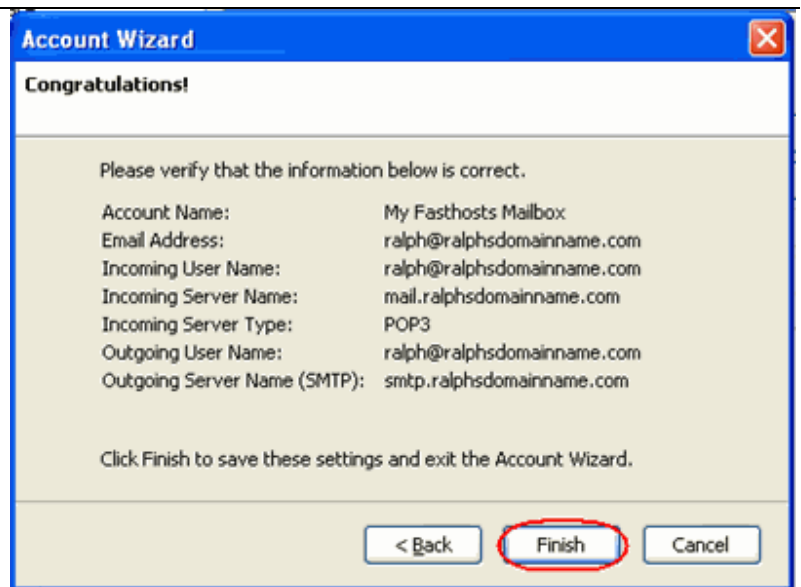 Account Wizard
Congratulations!
Please verify that the information below is correct.
Account Name: My Fasthosts Mailbox
Email Address: ralph@ralphsdomainname.com
Incoming User Name: ralph@ralphsdomainname.com
Incoming Server Name: mail.ralphsdomainname.com
Incoming Server Type: POP3
Outgoing User Name: ralph@ralphsdomainname.com
Outgoing Server Name (SMTP): smtp.ralphsdomainname.com
Click Finish to save these settings and exit the Account Wizard.
< Back Finish Cancel